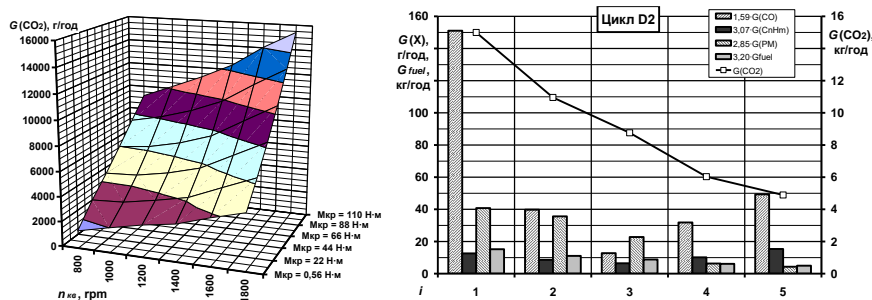 G(CO₂), г/год
16000
14000
12000
10000
8000
6000
4000
2000
0
800
1000
1200
1400
1600
1800
n кв, rpm
Мкр = 110 Н·м
Мкр = 88 Н·м
Мкр = 66 Н·м
Мкр = 44 Н·м
Мкр = 22 Н·м
Мкр = 0,56 Н·м
Цикл D2
G(X),
г/год,
G fuel,
кг/год
160
140
120
100
80
60
40
20
0
1,59·G(CO)
3,07·G(CnHm)
2,85·G(PM)
3,20·Gfuel
G(CO2)
G(CO₂),
кг/год
16
14
12
10
8
6
4
2
0
i 1 2 3 4 5